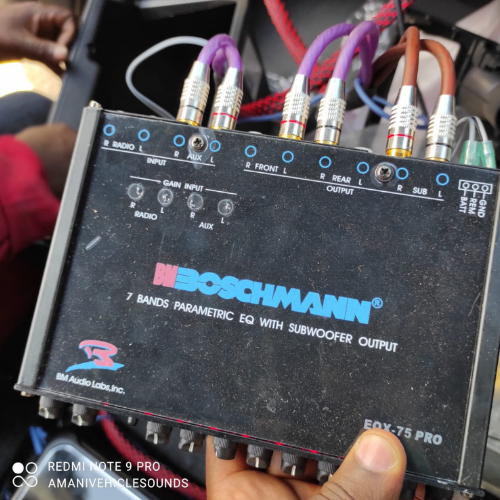 R RADIO L R AUX L
INPUT
R FRONT L R REAR L R SUB L
OUTPUT
BATT
REM
GND
GAIN INPUT
R L R L
RADIO AUX
BM BOSCHMANN®
7 BANDS PARAMETRIC EQ WITH SUBWOOFER OUTPUT
BM Audio Labs,Inc.
EQX-75 PRO
REDMI NOTE 9 PRO
AMANIVEHICLESOUNDS